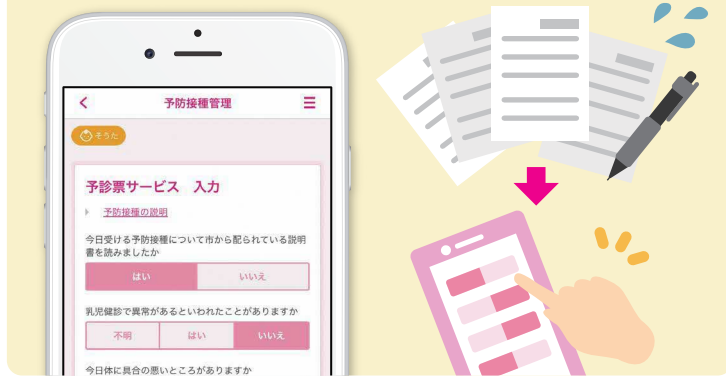 予防接種管理
そうた
予診票サービス 入力
予防接種の説明
今日受ける予防接種について市から配られている説明
書を読みましたか
はい いいえ
乳児健診で異常があるといわれたことがありますか
不明 はい いいえ
今日体に具合の悪いところがありますか